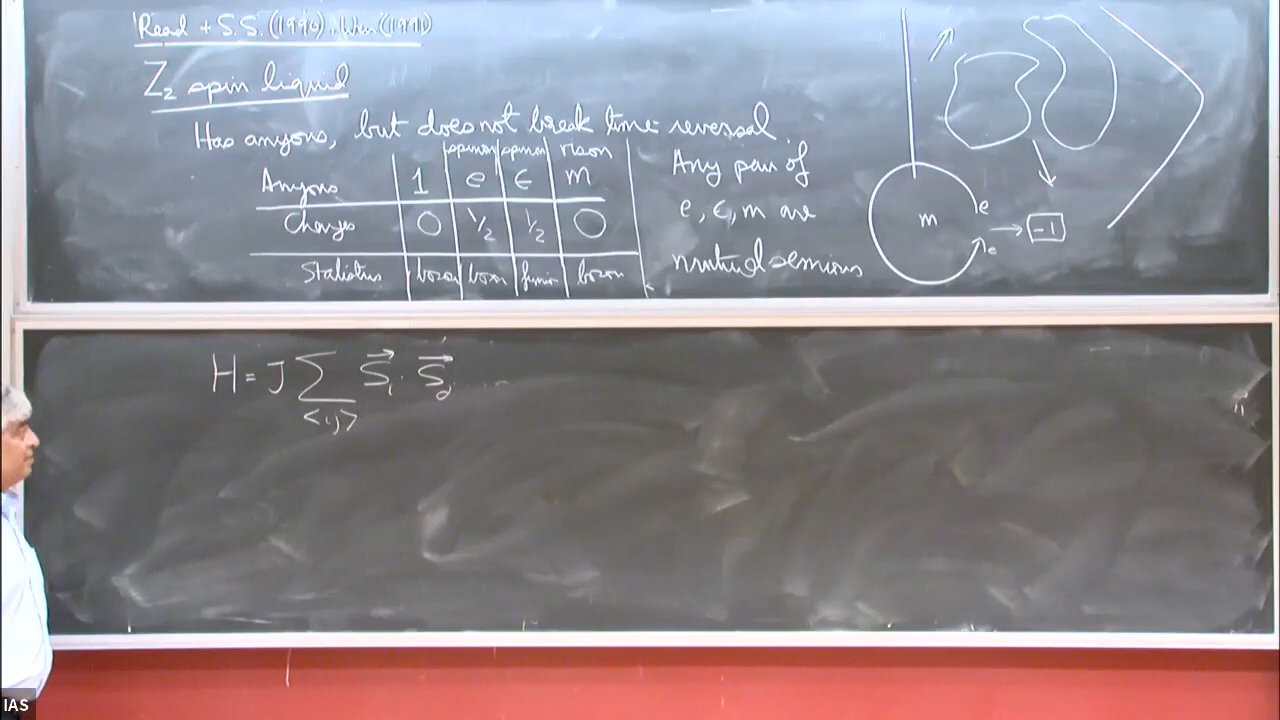 Read + S.S. (1990), Wen (1991)
Z₂ spin liquid
Has anyons, but does not break time reversal
spinon spinon vison
Anyons 1 e ϵ m
Charges 0 1/2 1/2 0
Statistics boson boson fermion boson
Any pair of
e, ϵ, m are
mutual semions
m
e
e
→ -1
H = J Σ S⃗ᵢ · S⃗ⱼ ...
<ij>
IAS